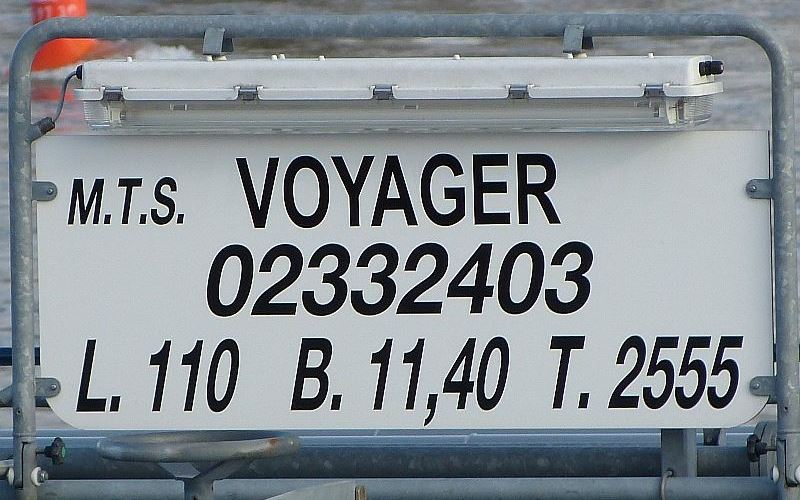 M.T.S. VOYAGER
02332403
L. 110 B. 11,40 T. 2555